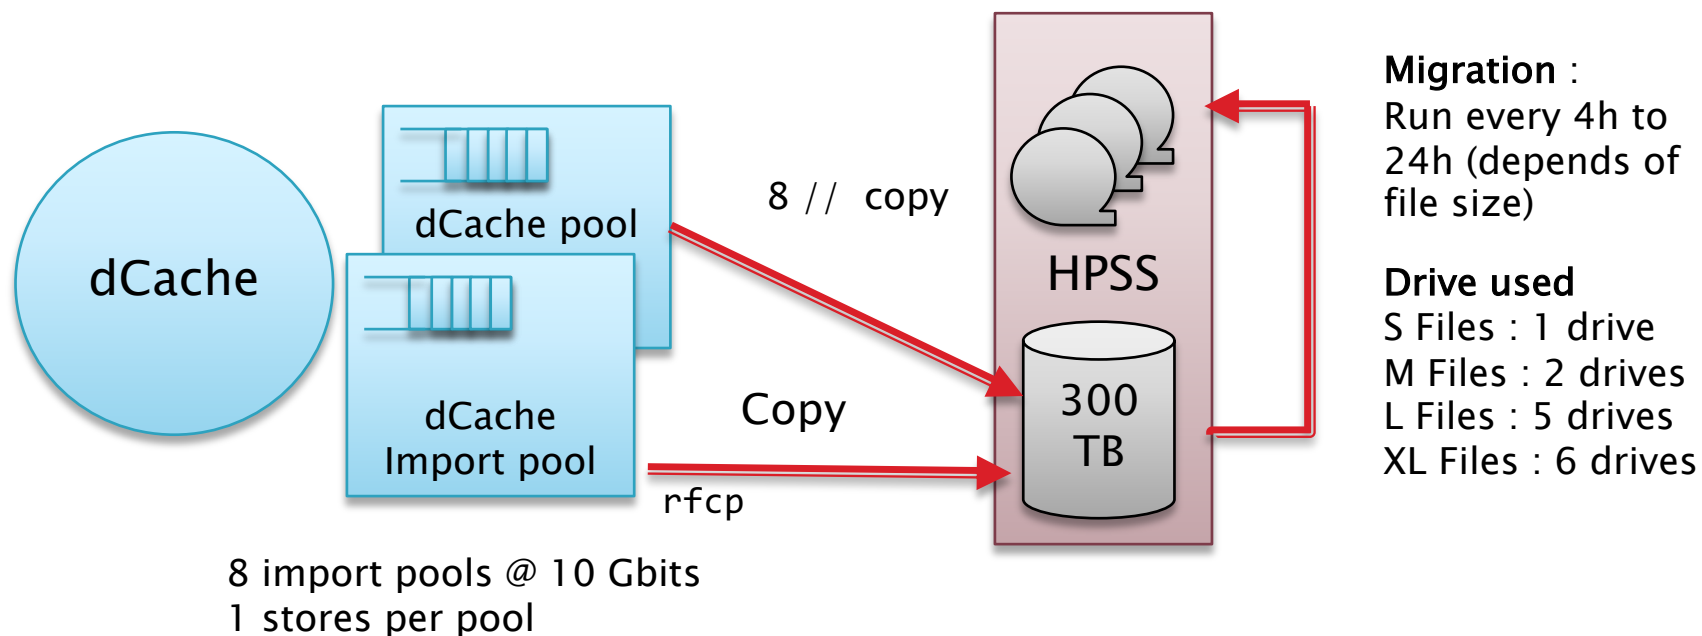 dCache
dCache pool
dCache
Import pool
8 // copy
Copy
rfcp
HPSS
300
TB
8 import pools @ 10 Gbits
1 stores per pool
Migration :
Run every 4h to
24h (depends of
file size)
Drive used
S Files : 1 drive
M Files : 2 drives
L Files : 5 drives
XL Files : 6 drives